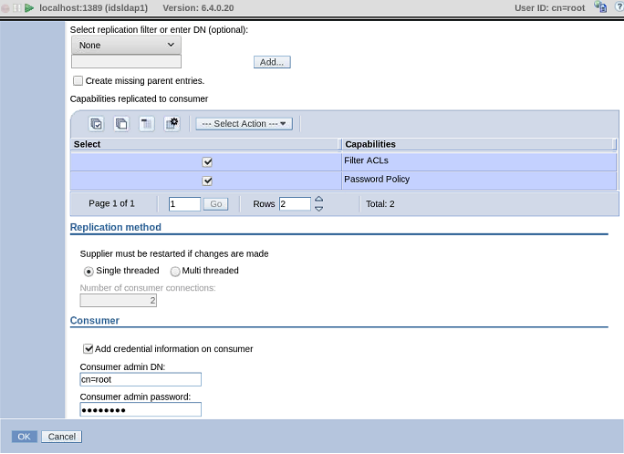 localhost:1389 (idsldap1) Version: 6.4.0.20 User ID: cn=root ?
Select replication filter or enter DN (optional):
None
Add...
Create missing parent entries.
Capabilities replicated to consumer
--- Select Action ---
Select Capabilities
Filter ACLs
Password Policy
Page 1 of 1 1 Go Rows 2 Total: 2
Replication method
Supplier must be restarted if changes are made
Single threaded Multi threaded
Number of consumer connections:
2
Consumer
Add credential information on consumer
Consumer admin DN:
cn=root
Consumer admin password:
●●●●●●●●
OK Cancel